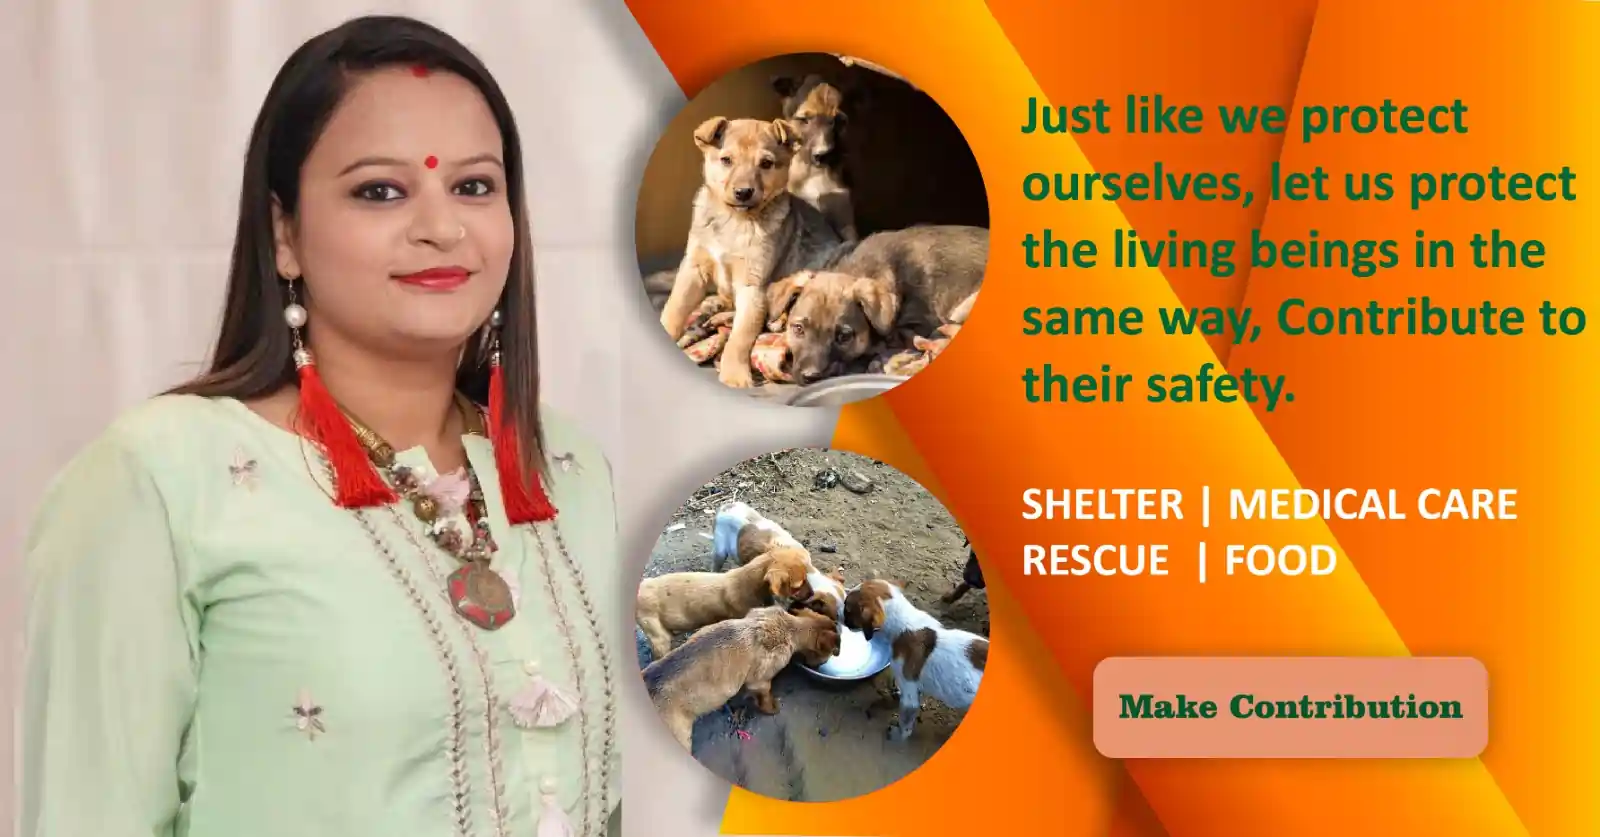 Just like we protect
ourselves, let us protect
the living beings in the
same way, Contribute to
their safety.
SHELTER | MEDICAL CARE
RESCUE | FOOD
Make Contribution